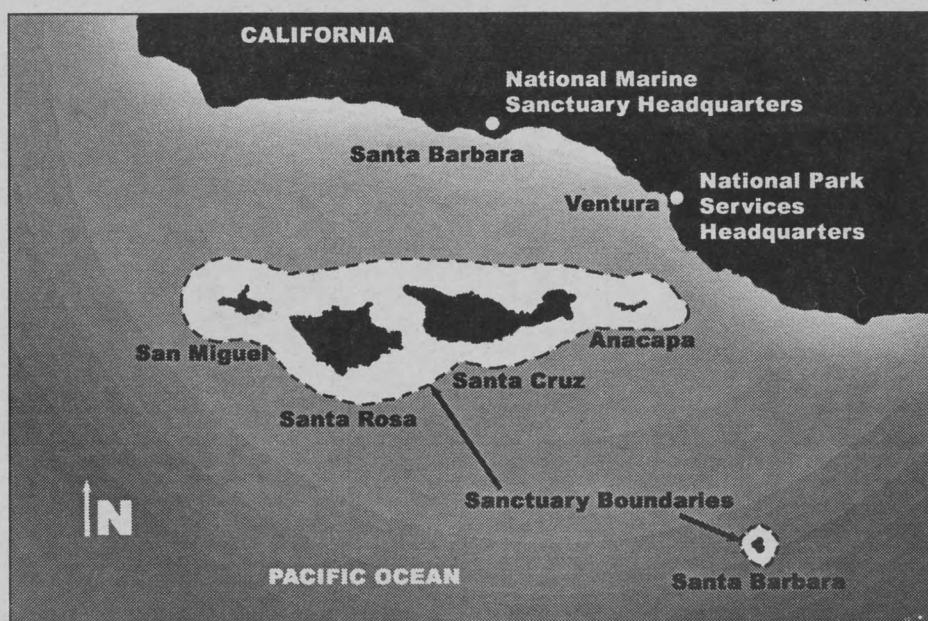 CALIFORNIA
National Marine
Sanctuary Headquarters
Santa Barbara
Ventura
National Park
Services
Headquarters
San Miguel
Anacapa
Santa Cruz
Santa Rosa
Sanctuary Boundaries
N
PACIFIC OCEAN
Santa Barbara